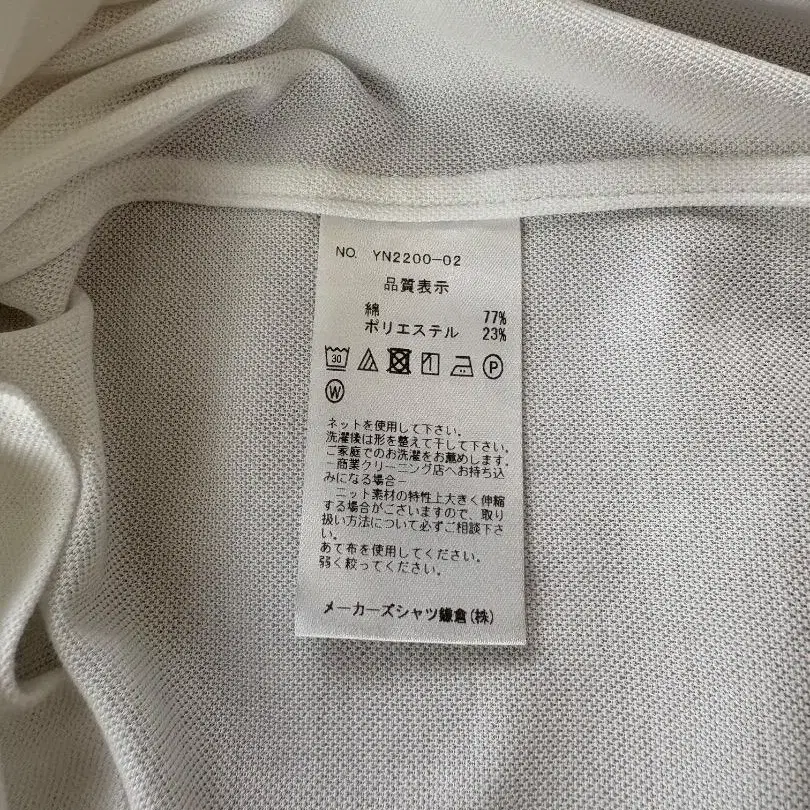 NO. YN2200-02
品質表示
綿 77%
ポリエステル 23%
30 P
W
ネットを使用して下さい。
洗濯後は形を整えて干して下さい。
ご家庭でのお洗濯をお薦めします。
－商業クリーニング店へお持ち込
みになる場合－
ニット素材の特性上大きく伸縮
する場合がございますので、取り
扱い方法について必ずご相談下さ
い。
あて布を使用してください。
弱く絞ってください。
メーカーズシャツ鎌倉(株)